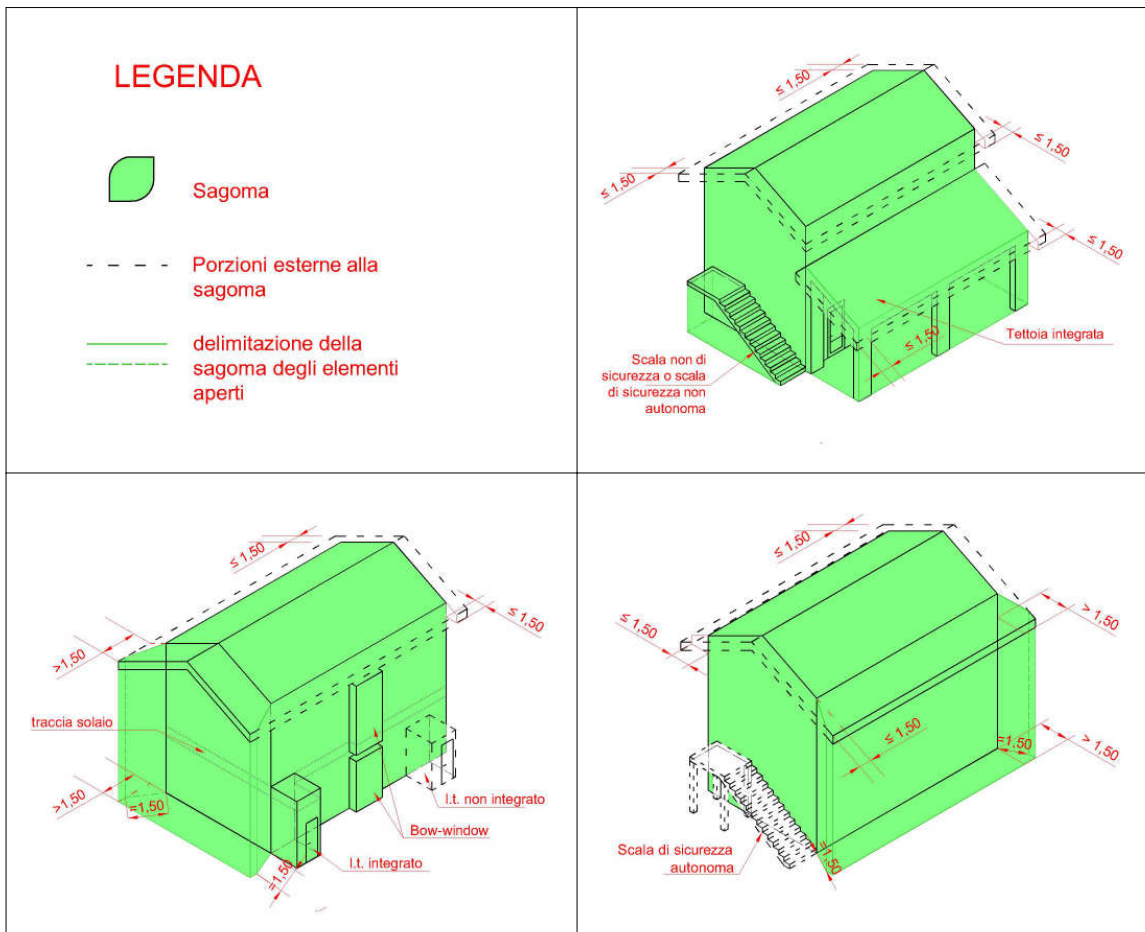 LEGENDA
Sagoma
Porzioni esterne alla
sagoma
delimitazione della
sagoma degli elementi
aperti
≤ 1,50
≤ 1,50
≤ 1,50
≤ 1,50
≤ 1,50
Tettoia integrata
Scala non di
sicurezza o scala
di sicurezza non
autonoma
≤ 1,50
≤ 1,50
>1,50
traccia solaio
>1,50
=1,50
l.t. non integrato
Bow-window
l.t. integrato
=1,50
≤ 1,50
≤ 1,50
> 1,50
≤ 1,50
=1,50
> 1,50
Scala di sicurezza
autonoma
=1,50